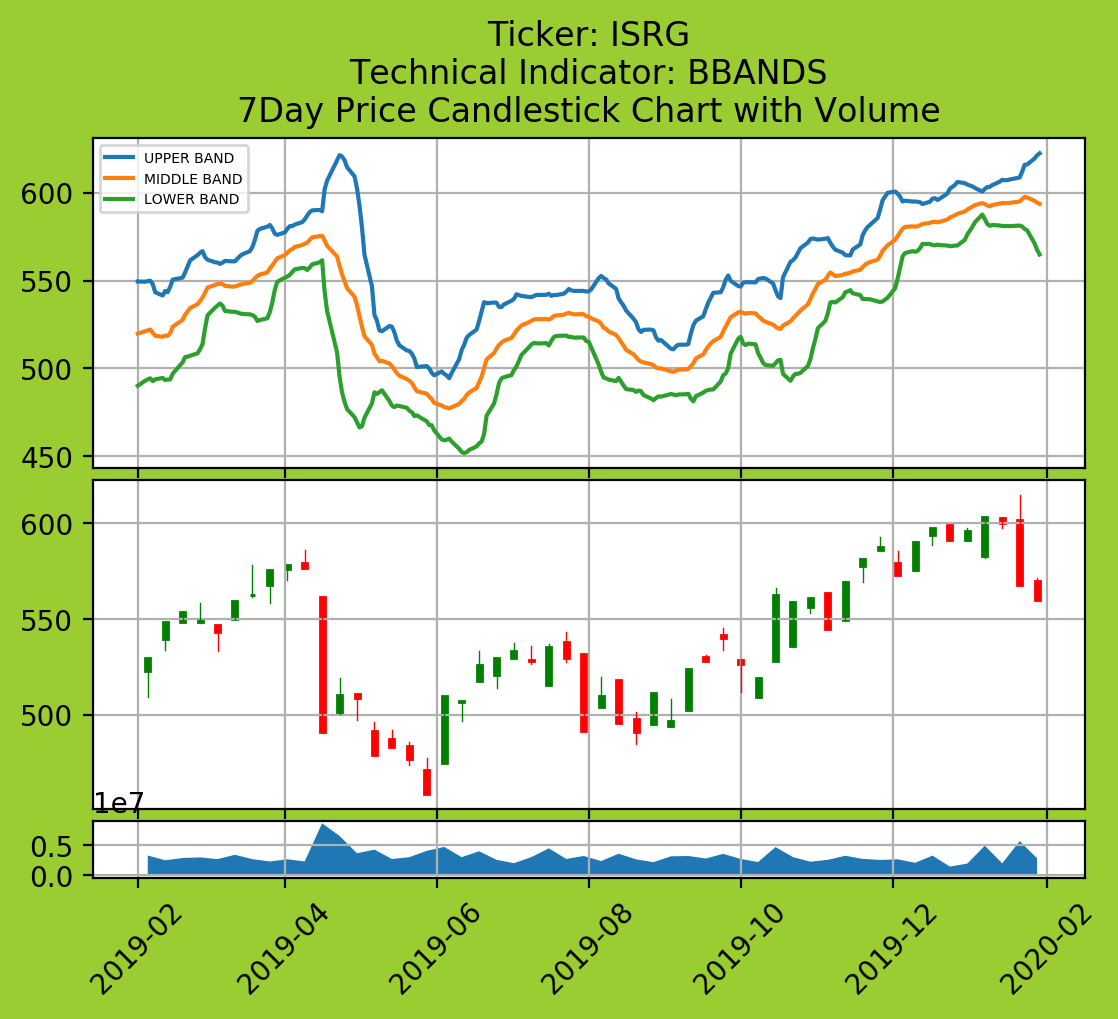 Ticker: ISRG
Technical Indicator: BBANDS
7Day Price Candlestick Chart with Volume
UPPER BAND
MIDDLE BAND
LOWER BAND
600
550
500
450
600
550
500
1e7
0.5
0.0
2019-02
2019-04
2019-06
2019-08
2019-10
2019-12
2020-02